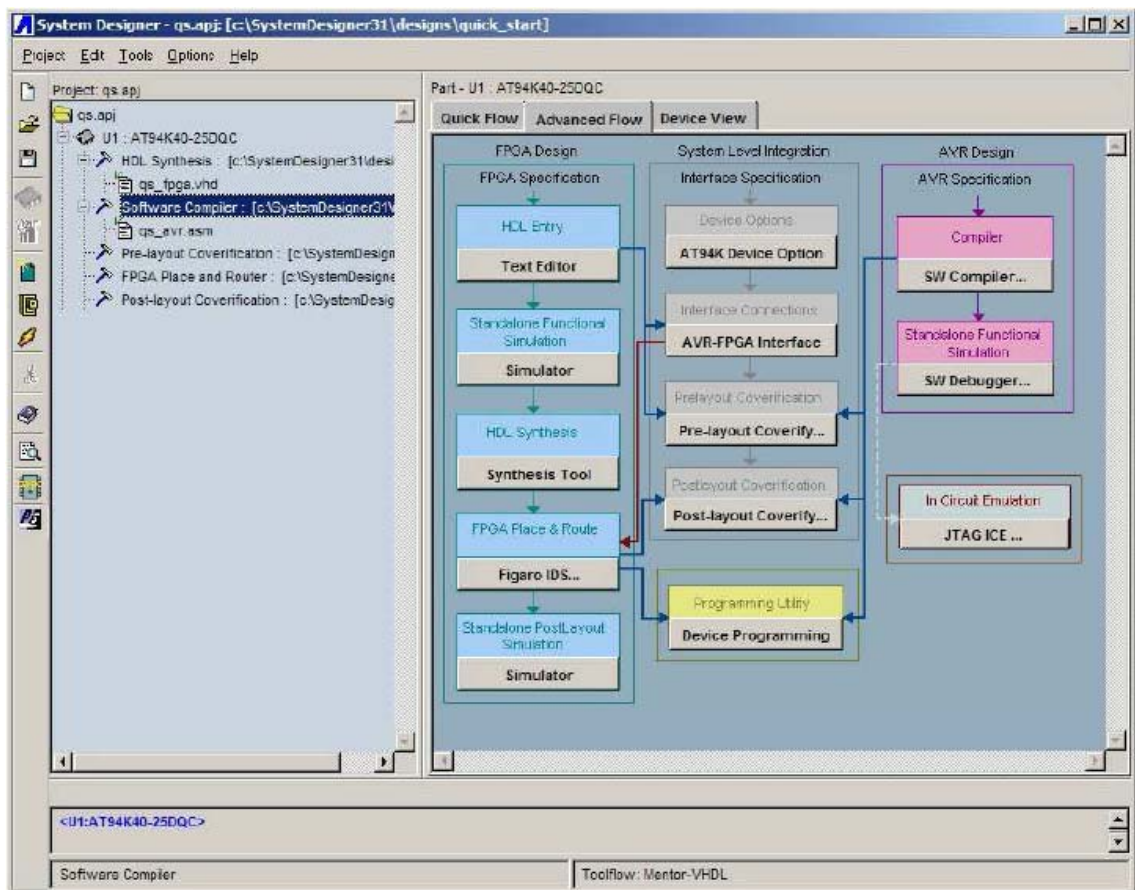 System Designer - qs.apj: [c:\SystemDesigner31\designs\quick_start]
Project Edit Tools Options Help
Project: qs.apj
qs.apj
U1 : AT94K40-25DQC
HDL Synthesis : [c:\SystemDesigner31\desi
qs_fpga.vhd
Software Compiler : [c:\SystemDesigner31\
qs_avr.asm
Pre-layout Coverification : [c:\SystemDesign
FPGA Place and Router : [c:\SystemDesigne
Post-layout Coverification : [c:\SystemDesig
Part - U1 : AT94K40-25DQC
Quick Flow Advanced Flow Device View
FPGA Design
FPGA Specification
HDL Entry
Text Editor
Standalone Functional
Simulation
Simulator
HDL Synthesis
Synthesis Tool
FPGA Place & Route
Figaro IDS...
Standalone PostLayout
Simulation
Simulator
System Level Integration
Interface Specification
Device Options
AT94K Device Option
Interface Connections
AVR-FPGA Interface
Prelayout Coverification
Pre-layout Coverify...
Postlayout Coverification
Post-layout Coverify...
Programming Utility
Device Programming
AVR Design
AVR Specification
Compiler
SW Compiler...
Standalone Functional
Simulation
SW Debugger...
In Circuit Emulation
JTAG ICE ...
<U1:AT94K40-25DQC>
Software Compiler
Toolflow: Mentor-VHDL